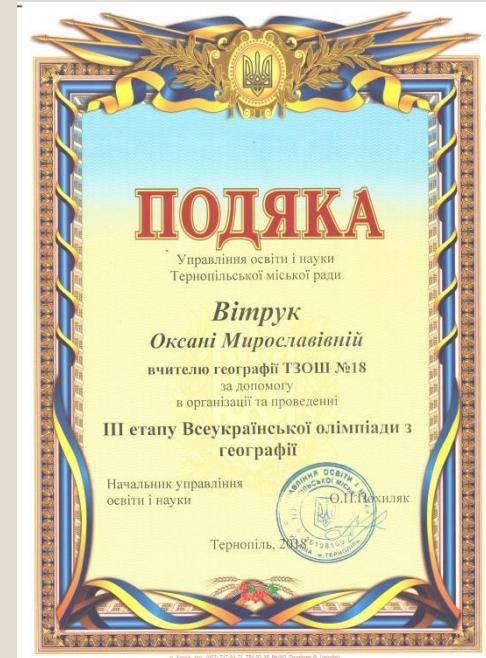 ПОДЯКА
Управління освіти і науки
Тернопільської міської ради
Вітрук
Оксані Мирославівній
вчителю географії ТЗОШ №18
за допомогу
в організації та проведенні
ІІІ етапу Всеукраїнської олімпіади з
географії
Начальник управління
освіти і науки
О.П.Похиляк
Тернопіль, 2018